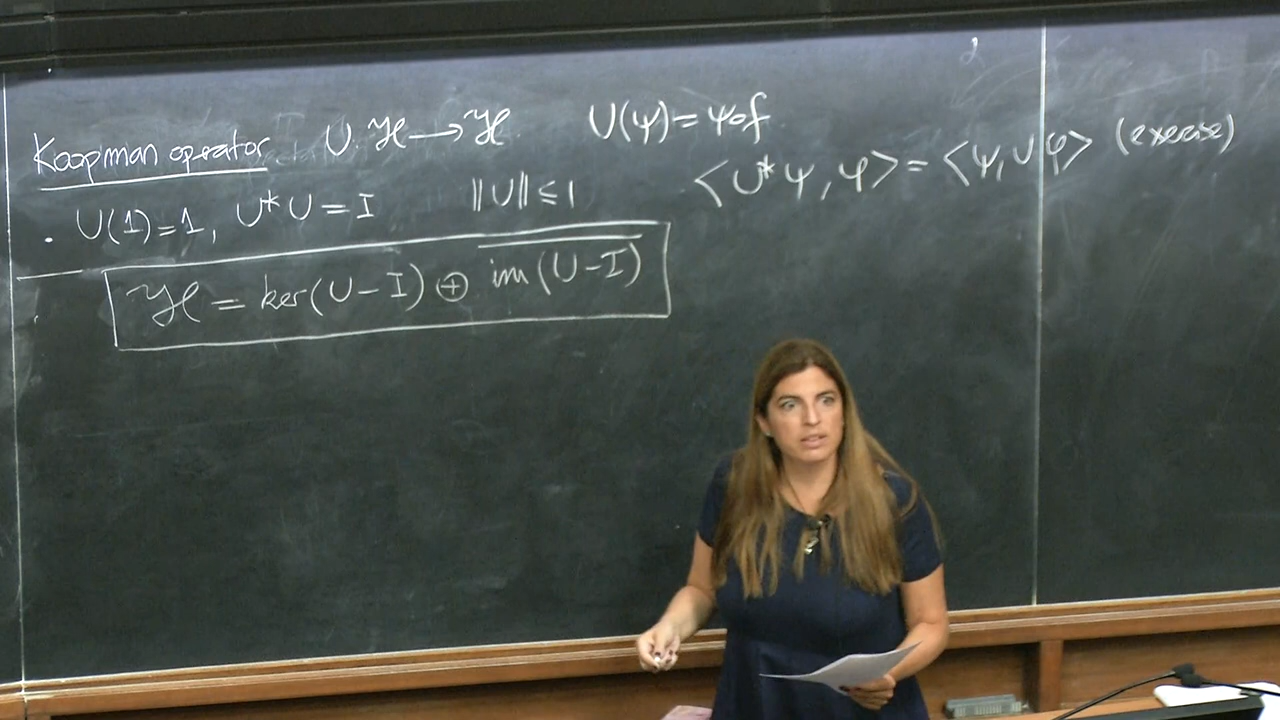 Koopman operator U: ℋ → ℋ U(ψ) = ψ∘f
<U*ψ, φ> = <ψ, Uφ> (exercise)
· U(1)=1, U*U = I ‖U‖ ≤ 1
ℋ = ker(U-I) ⊕ \overline{im(U-I)}